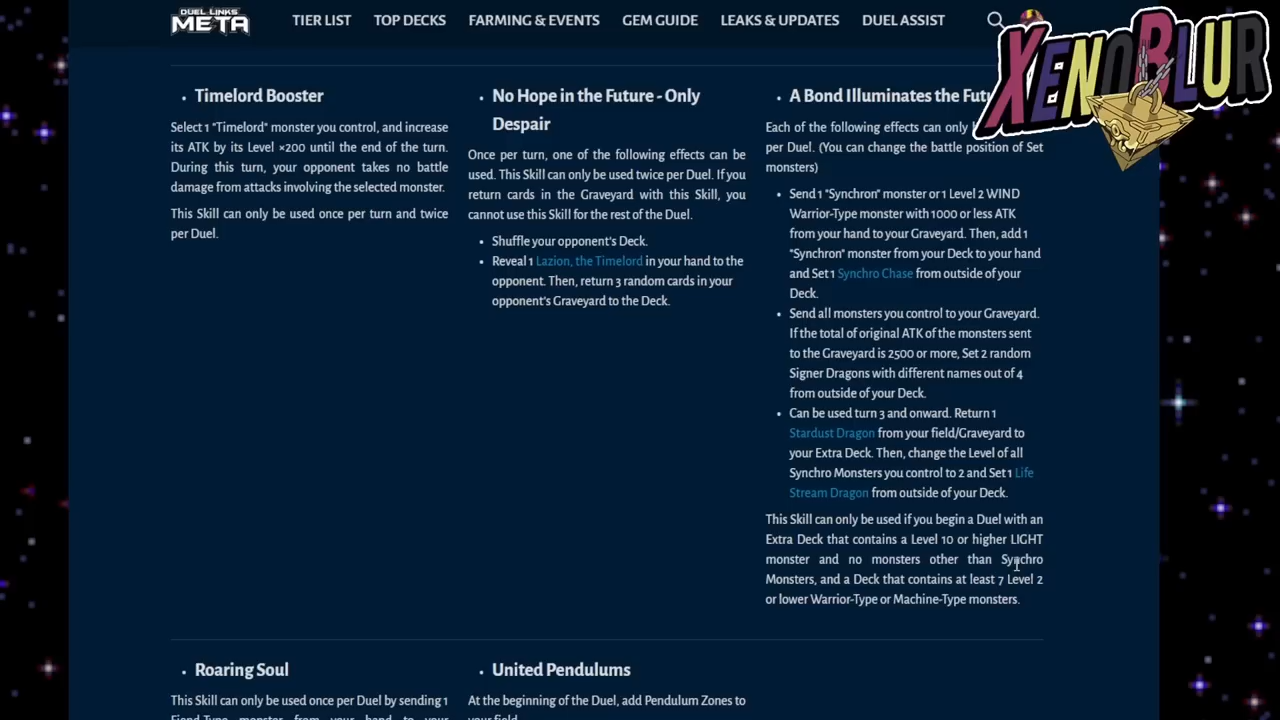 DUEL LINKS
META
TIER LIST
TOP DECKS
FARMING & EVENTS
GEM GUIDE
LEAKS & UPDATES
DUEL ASSIST
XENOBLUR
• Timelord Booster
Select 1 "Timelord" monster you control, and increase
its ATK by its Level ×200 until the end of the turn.
During this turn, your opponent takes no battle
damage from attacks involving the selected monster.
This Skill can only be used once per turn and twice
per Duel.
• No Hope in the Future - Only
Despair
Once per turn, one of the following effects can be
used. This Skill can only be used twice per Duel. If you
return cards in the Graveyard with this Skill, you
cannot use this Skill for the rest of the Duel.
• Shuffle your opponent's Deck.
• Reveal 1 Lazion, the Timelord in your hand to the
opponent. Then, return 3 random cards in your
opponent's Graveyard to the Deck.
• A Bond Illuminates the
Each of the following effects can only
per Duel. (You can change the battle position of Set
monsters)
• Send 1 "Synchron" monster or 1 Level 2 WIND
Warrior-Type monster with 1000 or less ATK
from your hand to your Graveyard. Then, add 1
"Synchron" monster from your Deck to your hand
and Set 1 Synchro Chase from outside of your
Deck.
• Send all monsters you control to your Graveyard.
If the total of original ATK of the monsters sent
to the Graveyard is 2500 or more, Set 2 random
Signer Dragons with different names out of 4
from outside of your Deck.
• Can be used turn 3 and onward. Return 1
Stardust Dragon from your field/Graveyard to
your Extra Deck. Then, change the Level of all
Synchro Monsters you control to 2 and Set 1 Life
Stream Dragon from outside of your Deck.
This Skill can only be used if you begin a Duel with an
Extra Deck that contains a Level 10 or higher LIGHT
monster and no monsters other than Synchro
Monsters, and a Deck that contains at least 7 Level 2
or lower Warrior-Type or Machine-Type monsters.
• Roaring Soul
This Skill can only be used once per Duel by sending 1
Fiend-Type monster from your hand to your
• United Pendulums
At the beginning of the Duel, add Pendulum Zones to
your field.